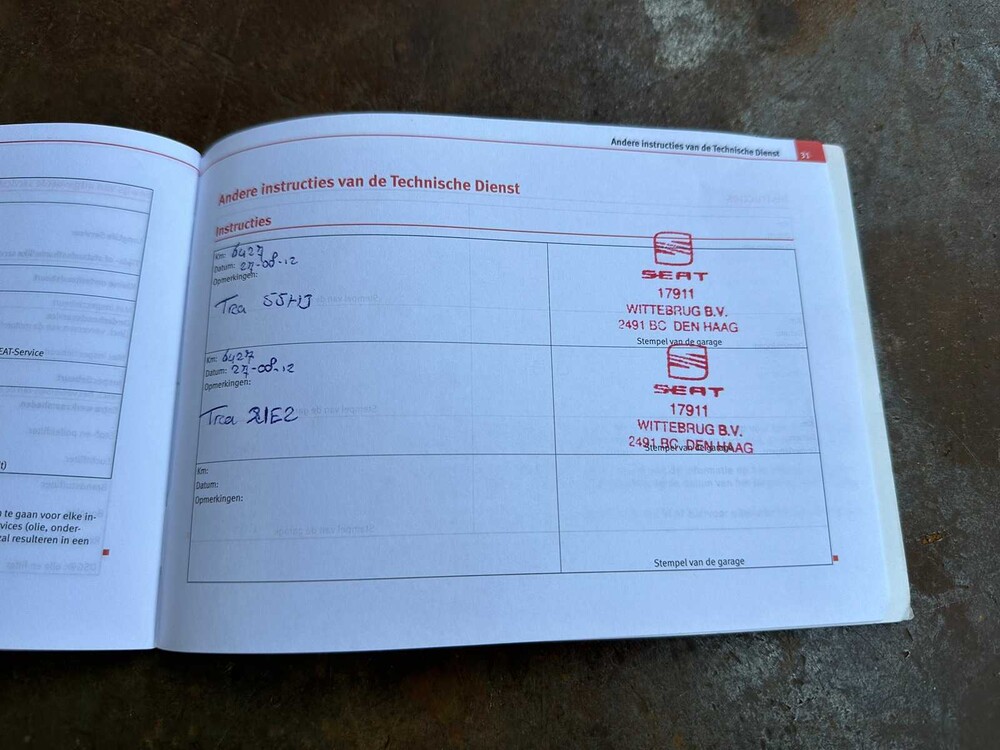 EAT-Service
t)
n te gaan voor elke in-
vices (olie, onder-
zal resulteren in een
Andere instructies van de Technische Dienst 35
Andere instructies van de Technische Dienst
Instructies
Km: 6427
Datum: 27-08-12
Opmerkingen:
Tra 55H3
SEAT
17911
WITTEBRUG B.V.
2491 BC DEN HAAG
Stempel van de garage
Km: 6427
Datum: 27-08-12
Opmerkingen:
Tra 21E2
SEAT
17911
WITTEBRUG B.V.
2491 BC DEN HAAG
Stempel van de garage
Km:
Datum:
Opmerkingen:
Stempel van de garage